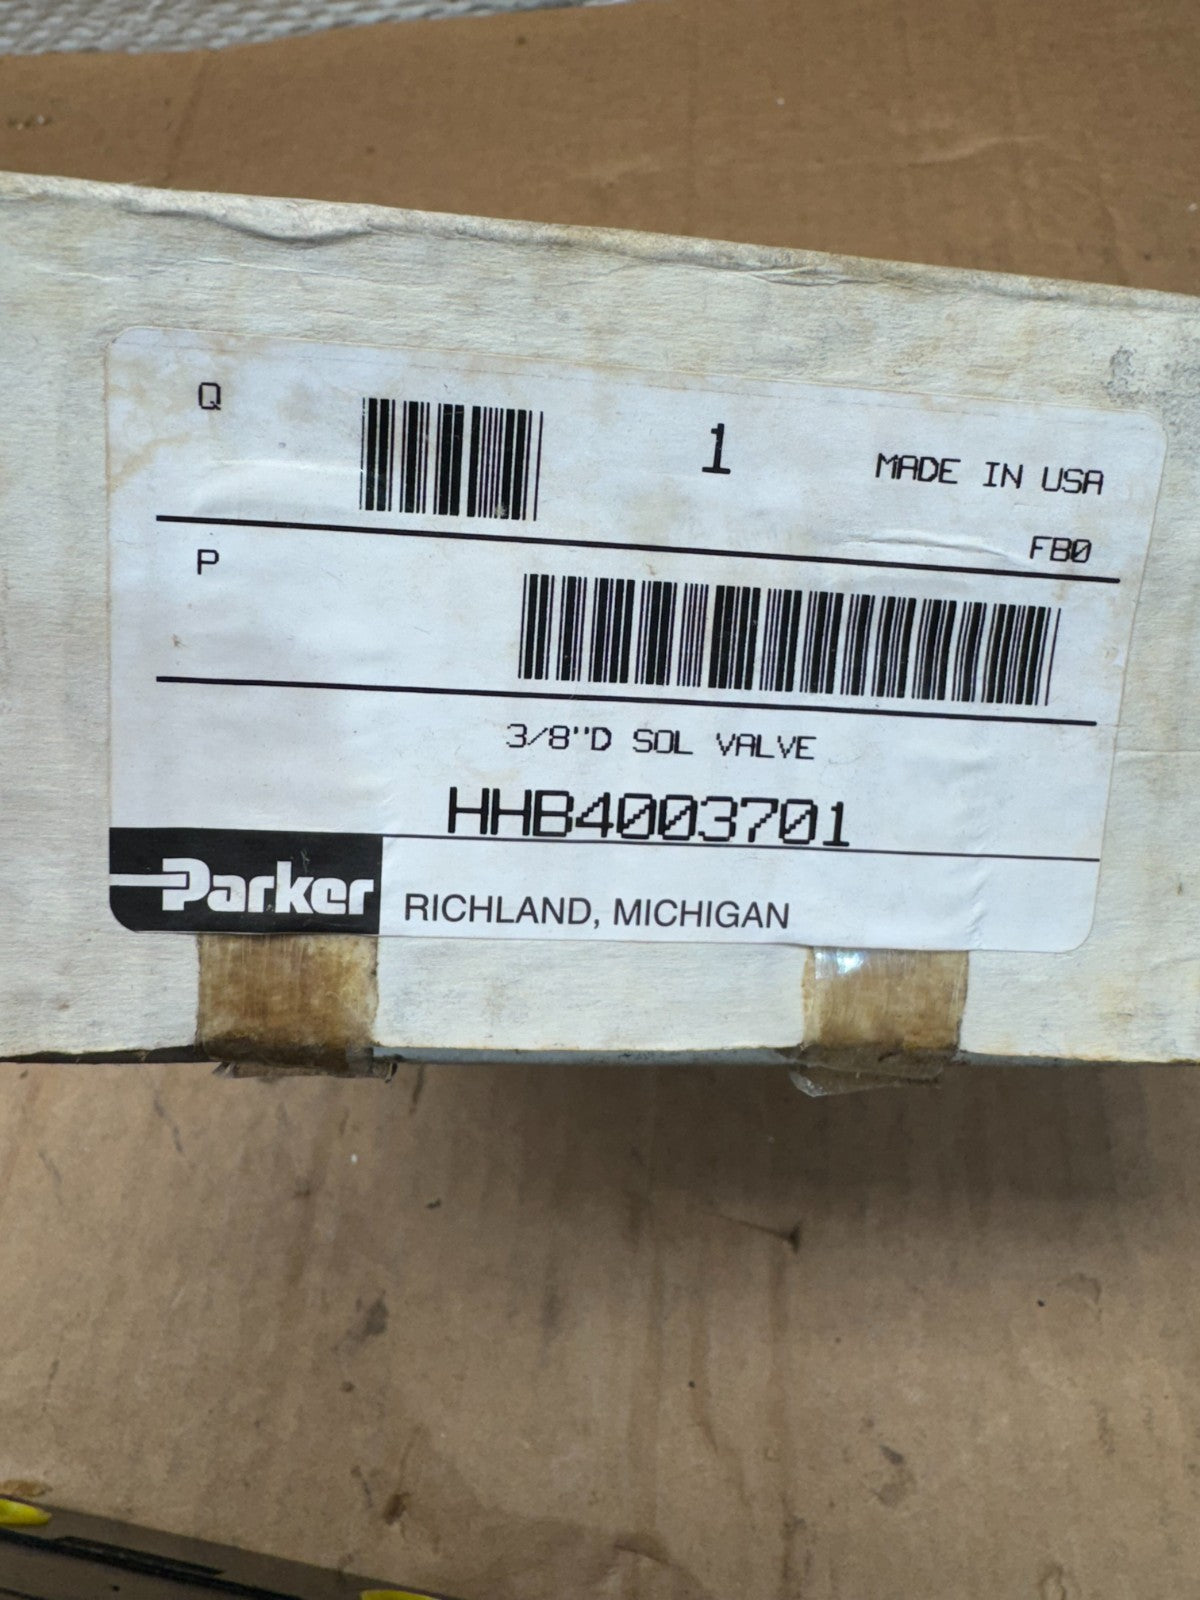 Q
1
MADE IN USA
FB0
P
3/8"D SOL VALVE
HHB4003701
Parker
RICHLAND, MICHIGAN